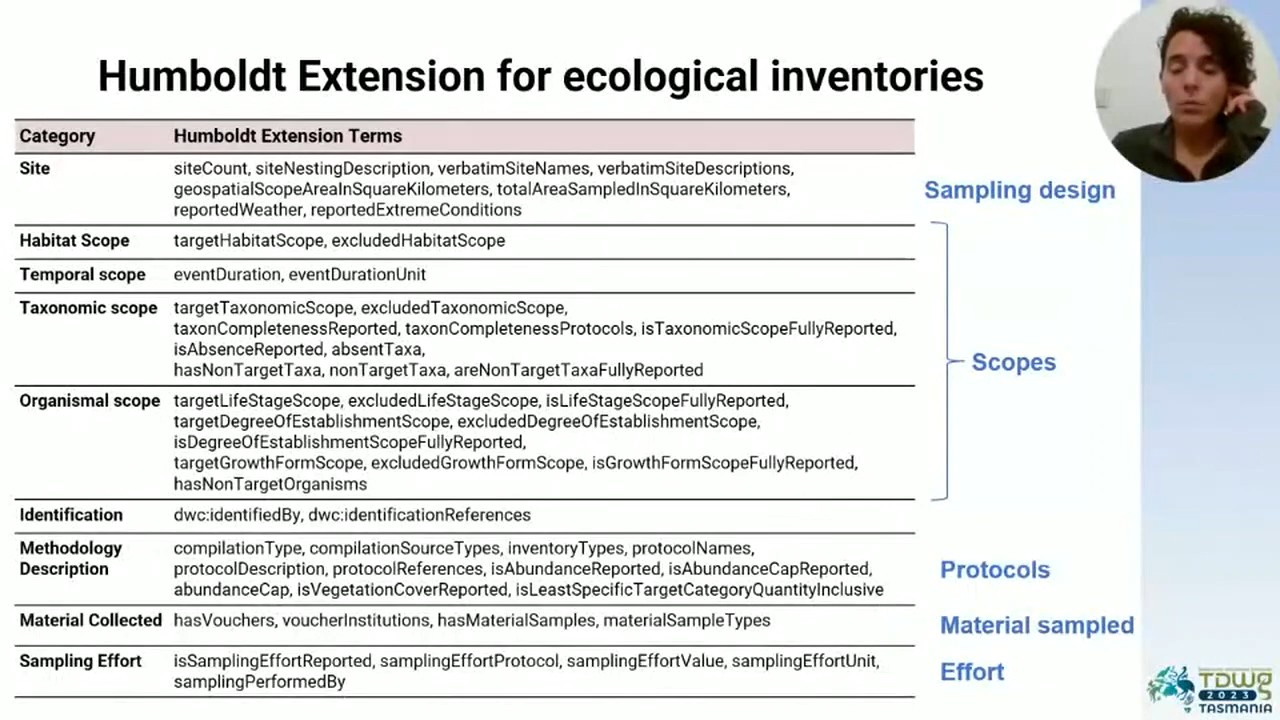 Humboldt Extension for ecological inventories
Category Humboldt Extension Terms
Site siteCount, siteNestingDescription, verbatimSiteNames, verbatimSiteDescriptions,
geospatialScopeAreaInSquareKilometers, totalAreaSampledInSquareKilometers,
reportedWeather, reportedExtremeConditions
Sampling design
Habitat Scope targetHabitatScope, excludedHabitatScope
Temporal scope eventDuration, eventDurationUnit
Taxonomic scope targetTaxonomicScope, excludedTaxonomicScope,
taxonCompletenessReported, taxonCompletenessProtocols, isTaxonomicScopeFullyReported,
isAbsenceReported, absentTaxa,
hasNonTargetTaxa, nonTargetTaxa, areNonTargetTaxaFullyReported
Scopes
Organismal scope targetLifeStageScope, excludedLifeStageScope, isLifeStageScopeFullyReported,
targetDegreeOfEstablishmentScope, excludedDegreeOfEstablishmentScope,
isDegreeOfEstablishmentScopeFullyReported,
targetGrowthFormScope, excludedGrowthFormScope, isGrowthFormScopeFullyReported,
hasNonTargetOrganisms
Identification dwc:identifiedBy, dwc:identificationReferences
Methodology compilationType, compilationSourceTypes, inventoryTypes, protocolNames,
Description protocolDescription, protocolReferences, isAbundanceReported, isAbundanceCapReported,
abundanceCap, isVegetationCoverReported, isLeastSpecificTargetCategoryQuantityInclusive
Protocols
Material Collected hasVouchers, voucherInstitutions, hasMaterialSamples, materialSampleTypes
Material sampled
Sampling Effort isSamplingEffortReported, samplingEffortProtocol, samplingEffortValue, samplingEffortUnit,
samplingPerformedBy
Effort
TDWG
2023
TASMANIA